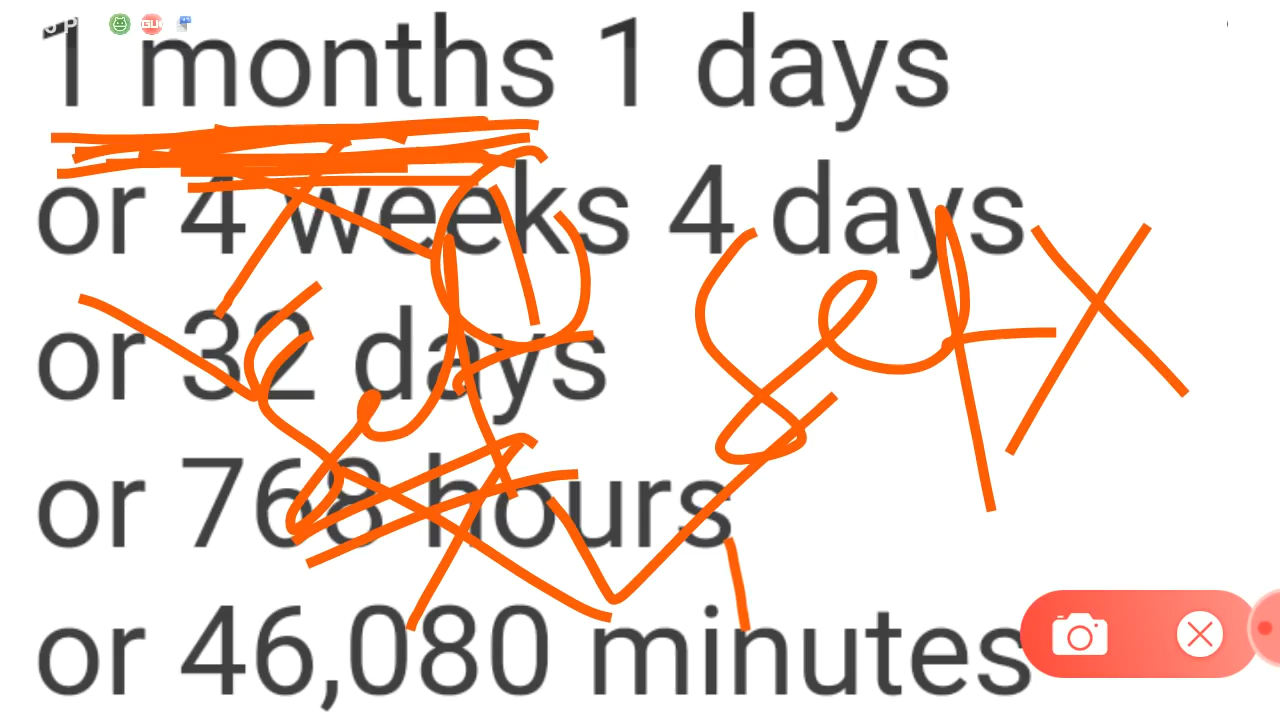 1 months 1 days
or 4 weeks 4 days
or 32 days
or 768 hours
or 46,080 minutes